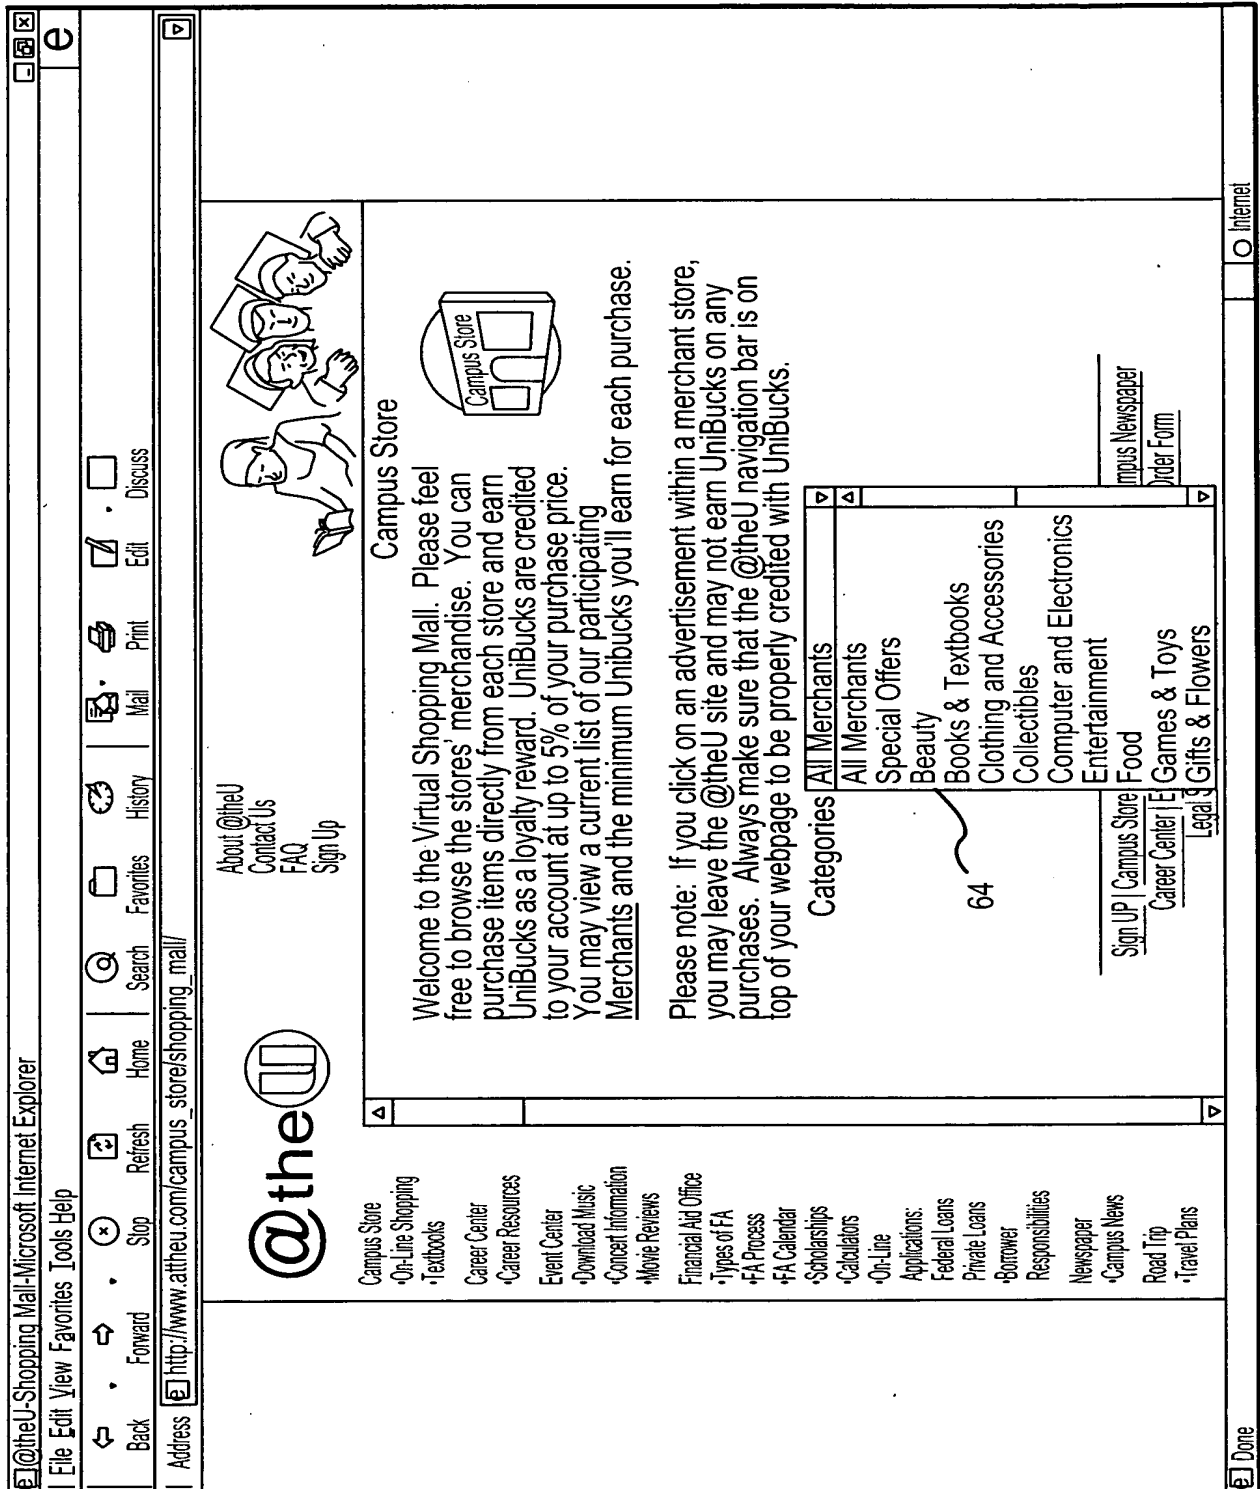 @theU-Shopping Mall-Microsoft Internet Explorer
File Edit View Favorites Tools Help
e
Back Forward Stop Refresh Home Search Favorites History Mail Print Edit Discuss
Address http://www.attheu.com/campus_store/shopping_mall/
@theU
About @theU
Contact Us
FAQ
Sign Up
Campus Store
•On-Line Shopping
•Textbooks
Career Center
•Career Resources
Event Center
•Download Music
•Concert Information
•Movie Reviews
Financial Aid Office
•Types of FA
•FA Process
•FA Calendar
•Scholarships
•Calculators
•On-Line
Applications:
Federal Loans
Private Loans
•Borrower
Responsibilities
Newspaper
•Campus News
Road Trip
•Travel Plans
Campus Store
Campus Store
Welcome to the Virtual Shopping Mall. Please feel
free to browse the stores' merchandise. You can
purchase items directly from each store and earn
UniBucks as a loyalty reward. UniBucks are credited
to your account at up to 5% of your purchase price.
You may view a current list of our participating
Merchants and the minimum Unibucks you'll earn for each purchase.
Please note: If you click on an advertisement within a merchant store,
you may leave the @theU site and may not earn UniBucks on any
purchases. Always make sure that the @theU navigation bar is on
top of your webpage to be properly credited with UniBucks.
Categories All Merchants
All Merchants
Special Offers
Beauty
Books & Textbooks
Clothing and Accessories
Collectibles
Computer and Electronics
Entertainment
Food
Games & Toys
Gifts & Flowers
64
Sign UP | Campus Store mpus Newspaper
Career Center | E Order Form
Legal S
Done Internet